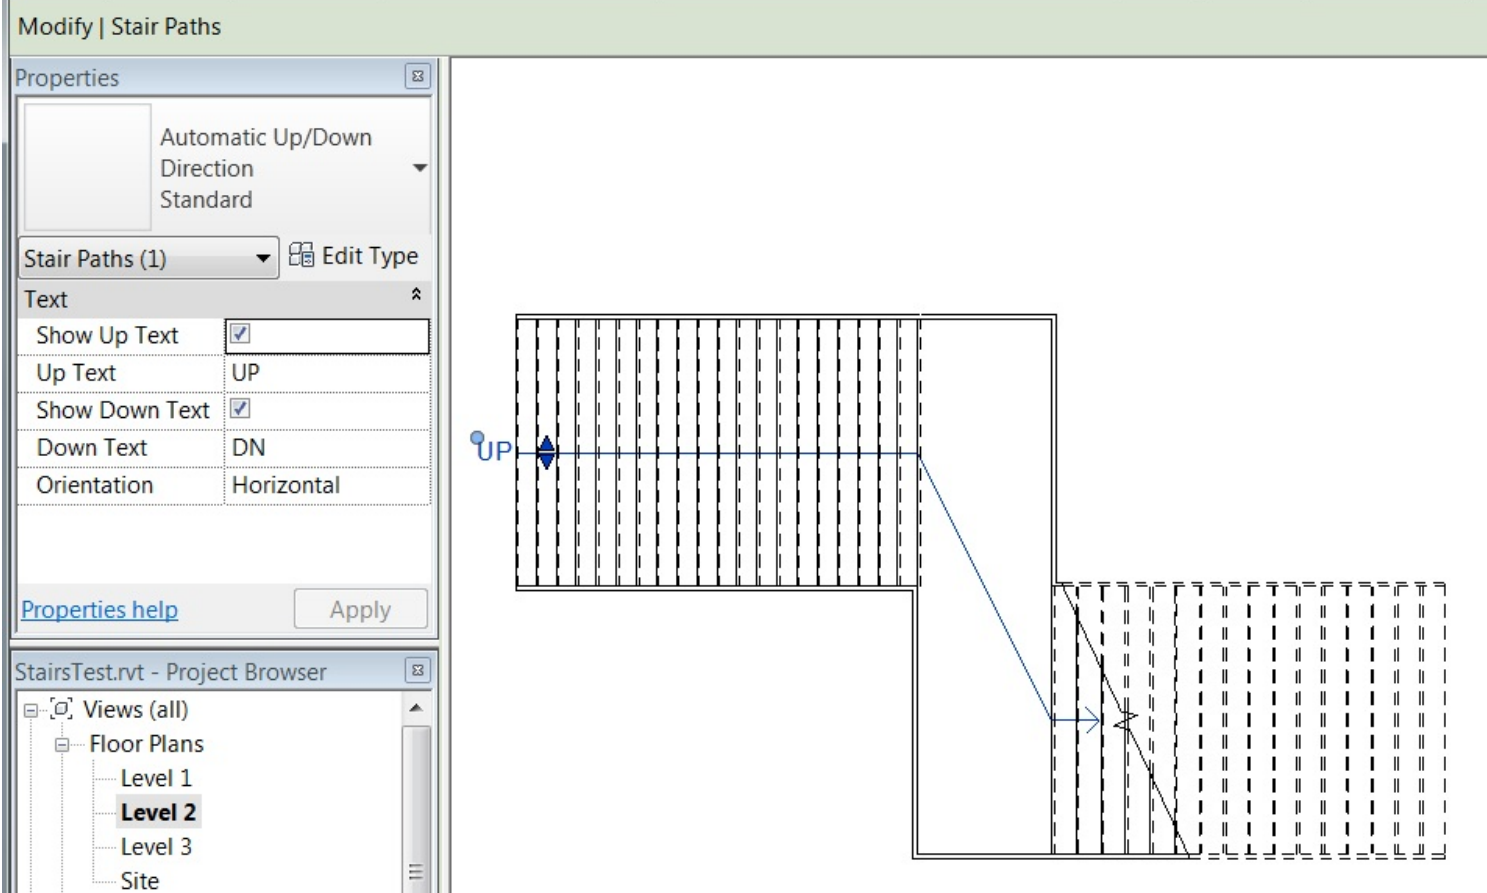 Modify | Stair Paths
Properties
Automatic Up/Down
Direction
Standard
Stair Paths (1)
Edit Type
Text
Show Up Text
Up Text UP
Show Down Text
Down Text DN
Orientation Horizontal
Properties help
Apply
StairsTest.rvt - Project Browser
Views (all)
Floor Plans
Level 1
Level 2
Level 3
Site
UP